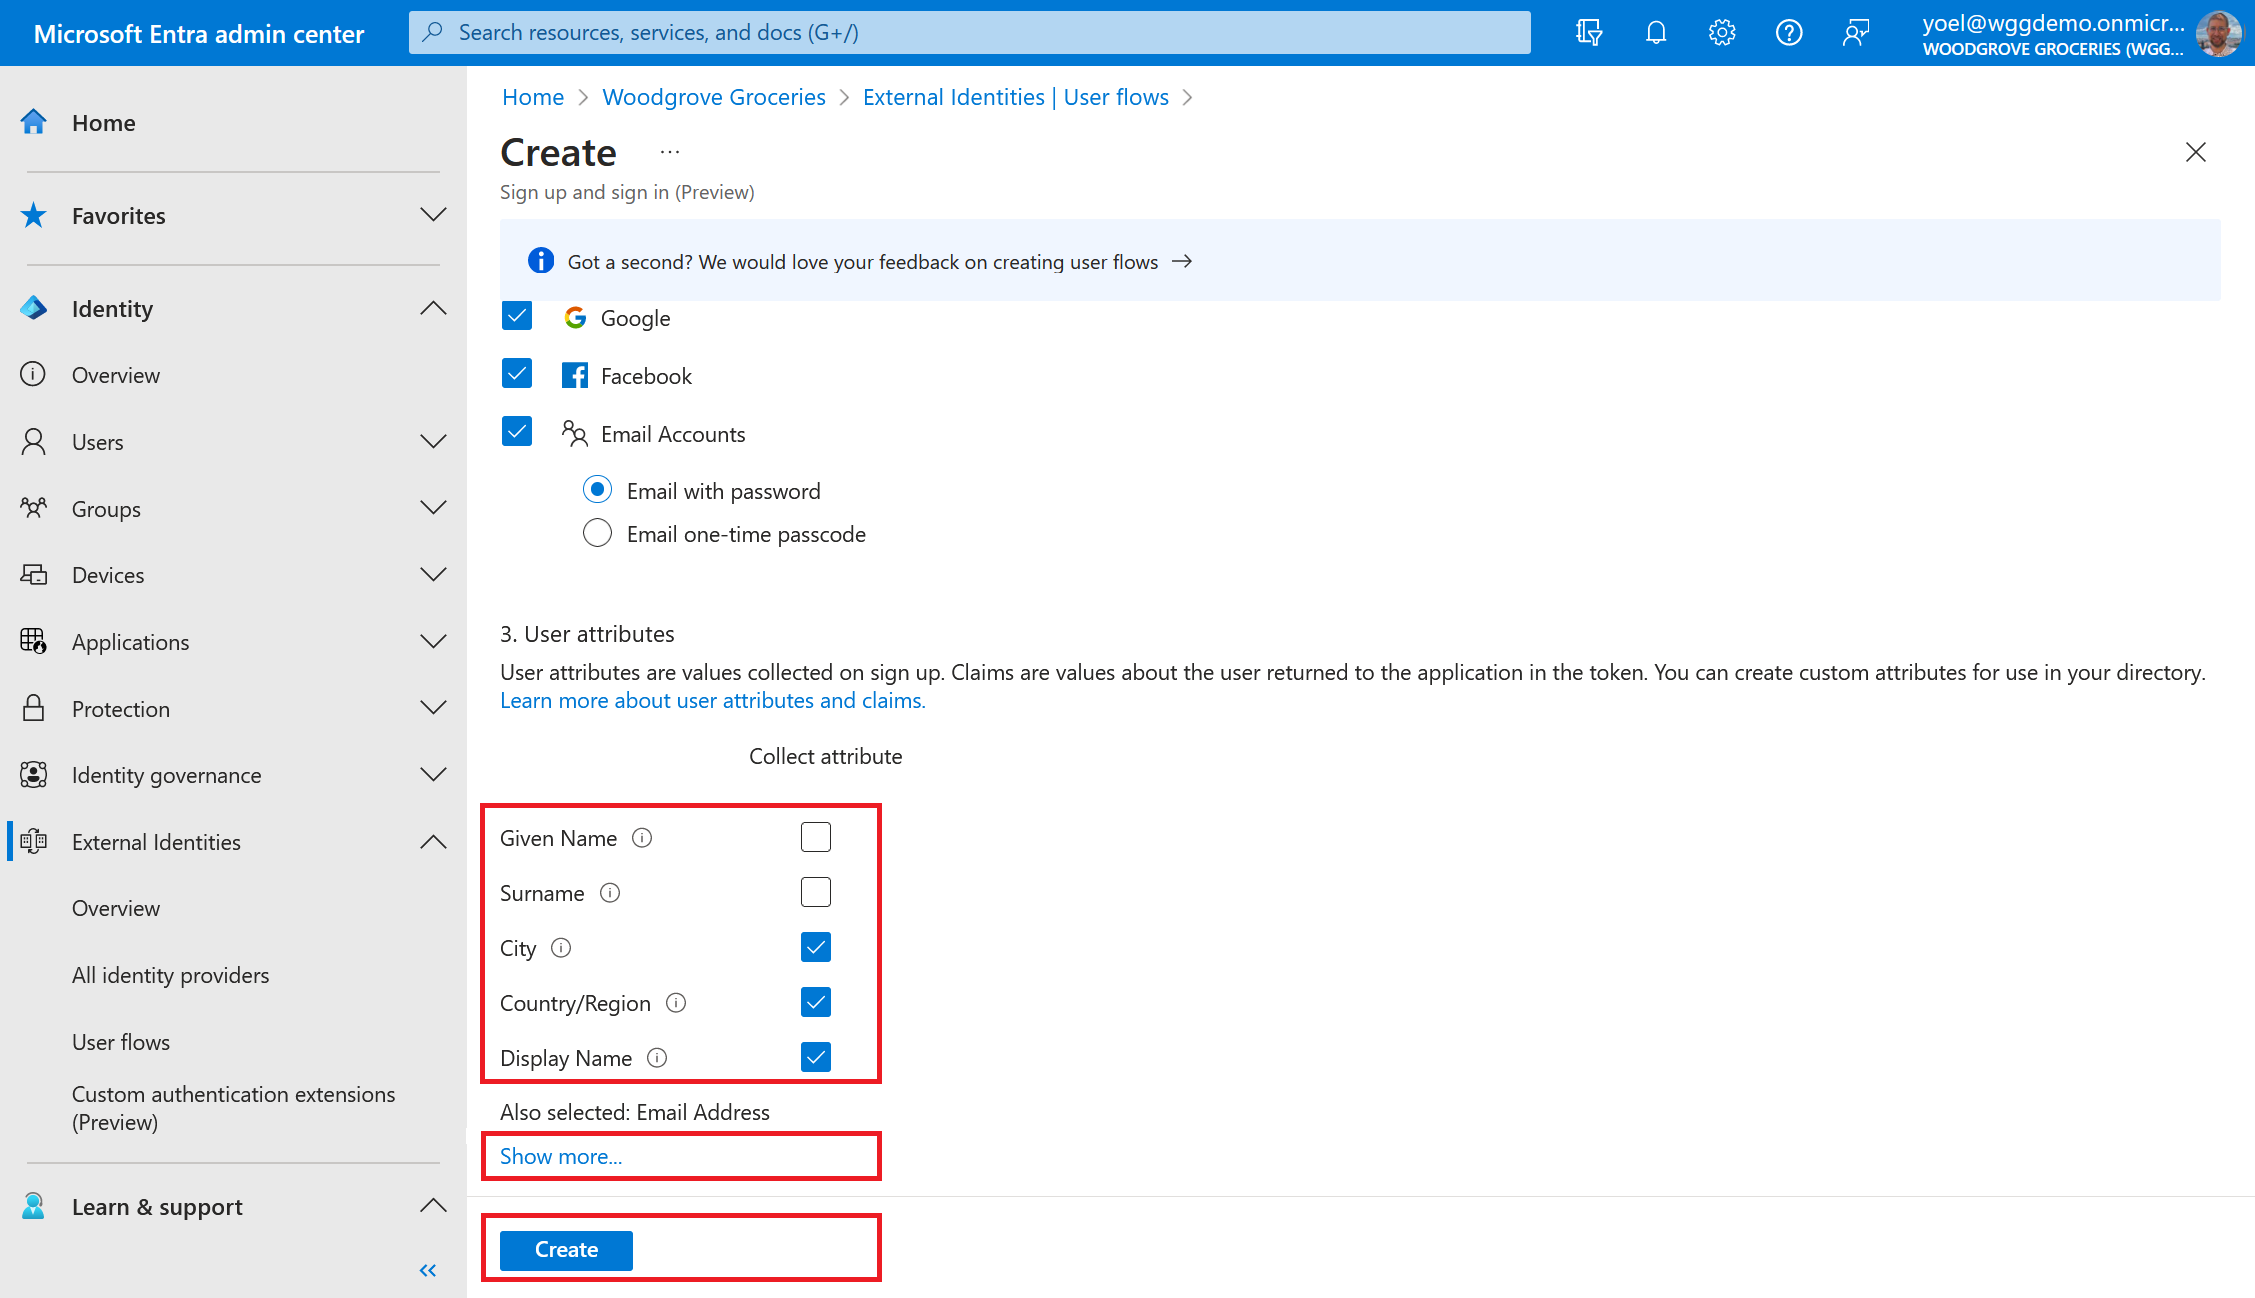 Microsoft Entra admin center
Search resources, services, and docs (G+/)
yoel@wggdemo.onmicr...
WOODGROVE GROCERIES (WGG...
Home
Favorites
Identity
Overview
Users
Groups
Devices
Applications
Protection
Identity governance
External Identities
Overview
All identity providers
User flows
Custom authentication extensions
(Preview)
Learn & support
Home > Woodgrove Groceries > External Identities | User flows >
Create ...
Sign up and sign in (Preview)
Got a second? We would love your feedback on creating user flows →
Google
Facebook
Email Accounts
Email with password
Email one-time passcode
3. User attributes
User attributes are values collected on sign up. Claims are values about the user returned to the application in the token. You can create custom attributes for use in your directory.
Learn more about user attributes and claims.
Collect attribute
Given Name
Surname
City
Country/Region
Display Name
Also selected: Email Address
Show more...
Create